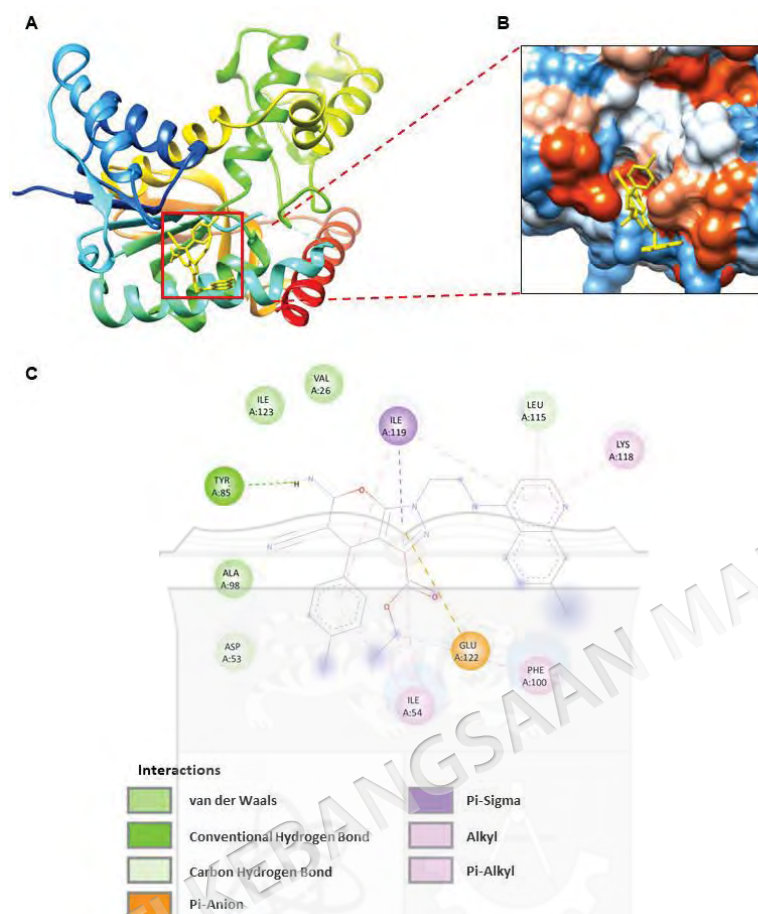 A
B
C
VAL
A:26
ILE
A:123
ILE
A:119
LEU
A:115
LYS
A:118
TYR
A:85
H
O
N
N
N
N
N
ALA
A:98
O
O
ASP
A:53
GLU
A:122
PHE
A:100
ILE
A:54
Interactions
van der Waals
Conventional Hydrogen Bond
Carbon Hydrogen Bond
Pi-Anion
Pi-Sigma
Alkyl
Pi-Alkyl
KEBANGSAAN MA